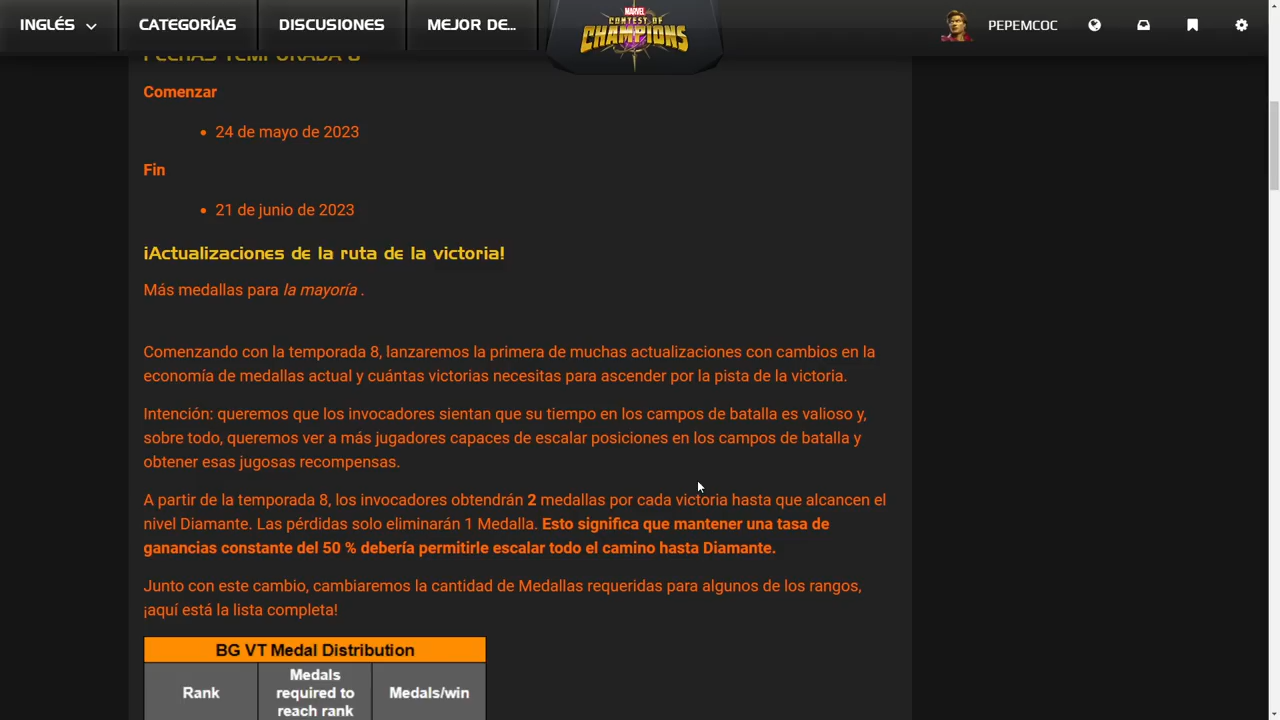 INGLÉS
CATEGORÍAS
DISCUSIONES
MEJOR DE...
MARVEL
CONTEST OF
CHAMPIONS
PEPEMCOC
FECHAS TEMPORADA 8
Comenzar
• 24 de mayo de 2023
Fin
• 21 de junio de 2023
¡Actualizaciones de la ruta de la victoria!
Más medallas para la mayoría .
Comenzando con la temporada 8, lanzaremos la primera de muchas actualizaciones con cambios en la
economía de medallas actual y cuántas victorias necesitas para ascender por la pista de la victoria.
Intención: queremos que los invocadores sientan que su tiempo en los campos de batalla es valioso y,
sobre todo, queremos ver a más jugadores capaces de escalar posiciones en los campos de batalla y
obtener esas jugosas recompensas.
A partir de la temporada 8, los invocadores obtendrán 2 medallas por cada victoria hasta que alcancen el
nivel Diamante. Las pérdidas solo eliminarán 1 Medalla. Esto significa que mantener una tasa de
ganancias constante del 50 % debería permitirle escalar todo el camino hasta Diamante.
Junto con este cambio, cambiaremos la cantidad de Medallas requeridas para algunos de los rangos,
¡aquí está la lista completa!
BG VT Medal Distribution
Rank
Medals
required to
reach rank
Medals/win